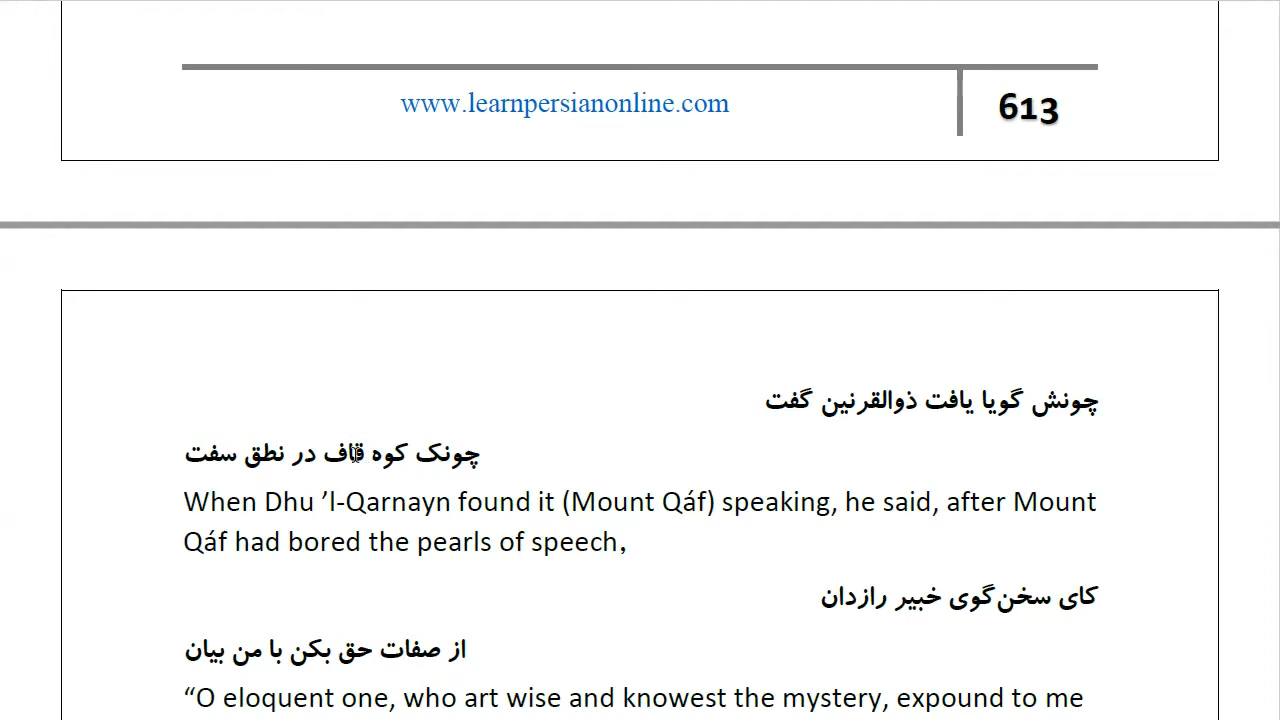 www.learnpersianonline.com
613
چونش گویا یافت ذوالقرنین گفت
چونک کوه قاف در نطق سفت
When Dhu ’l-Qarnayn found it (Mount Qáf) speaking, he said, after Mount
Qáf had bored the pearls of speech,
کای سخن‌گوی خبیر رازدان
از صفات حق بکن با من بیان
“O eloquent one, who art wise and knowest the mystery, expound to me